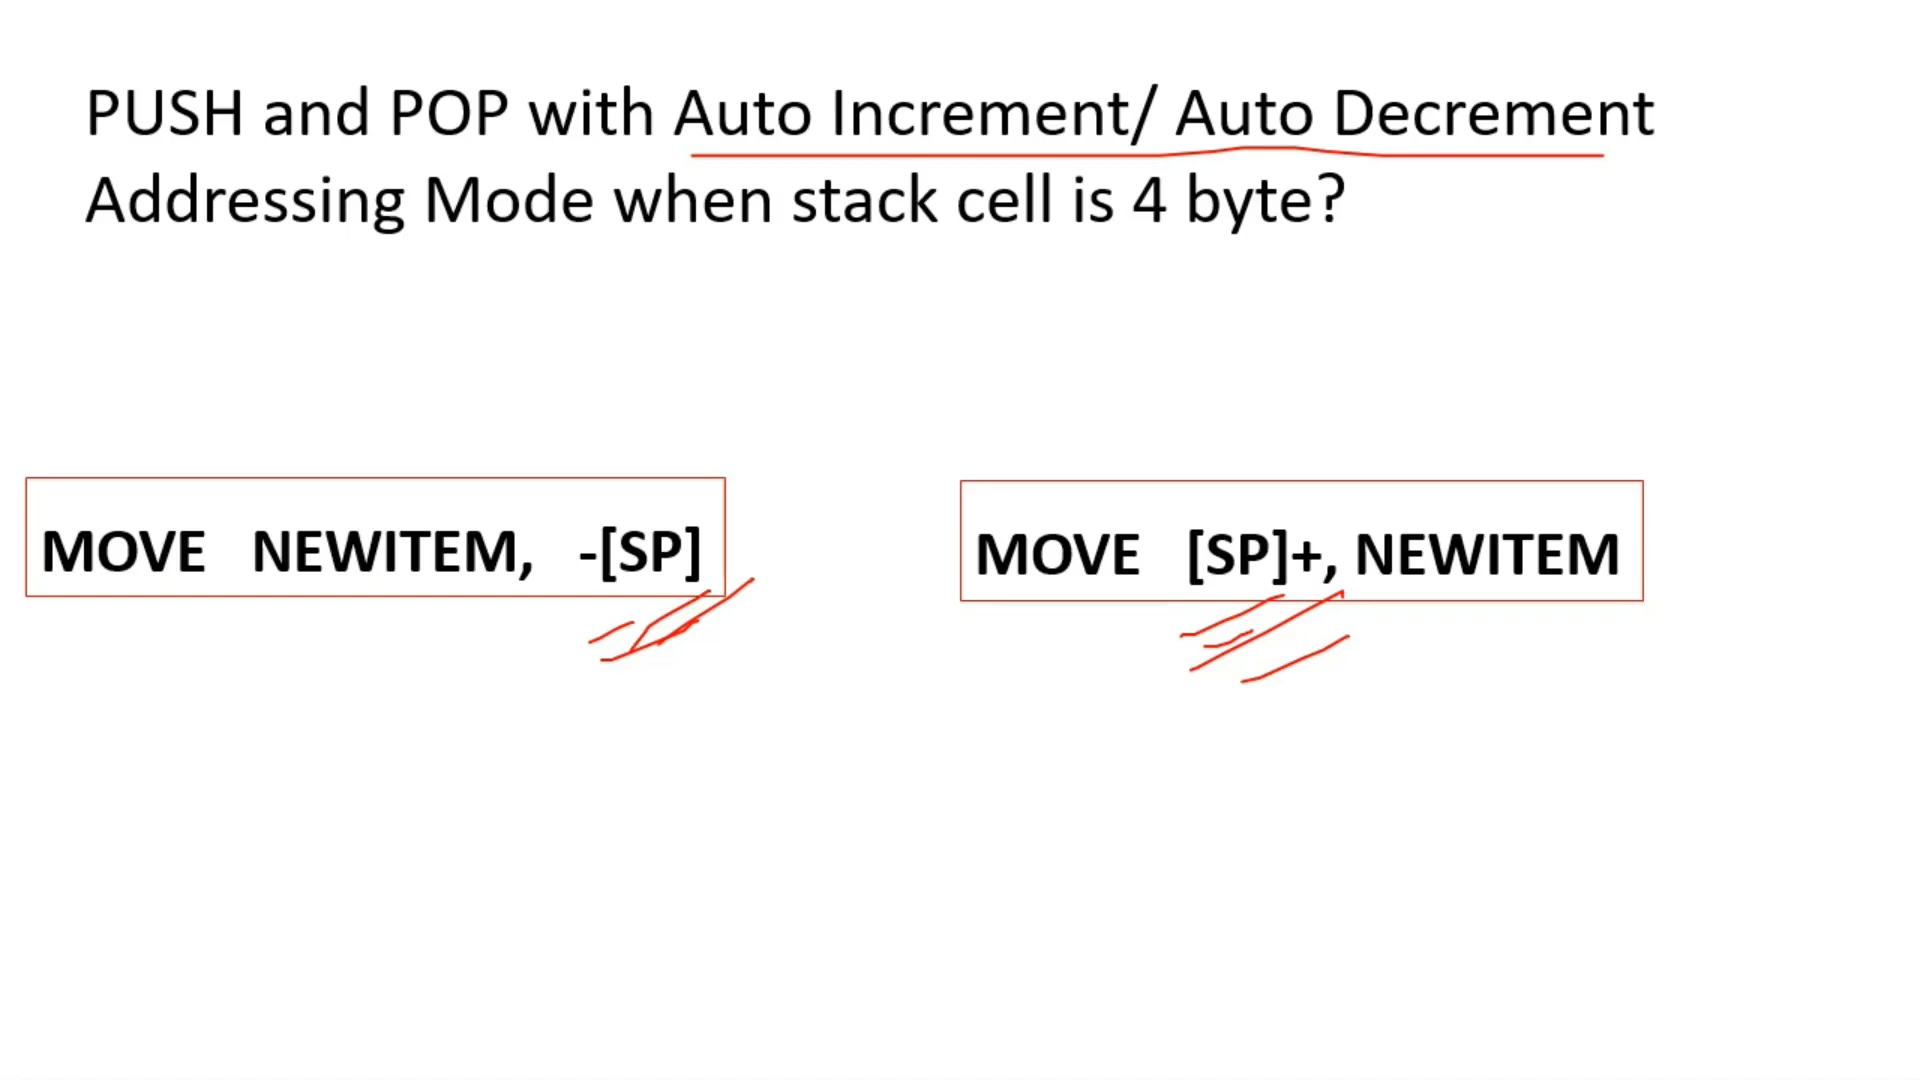 PUSH and POP with Auto Increment/ Auto Decrement
Addressing Mode when stack cell is 4 byte?
MOVE NEWITEM, -[SP]
MOVE [SP]+, NEWITEM